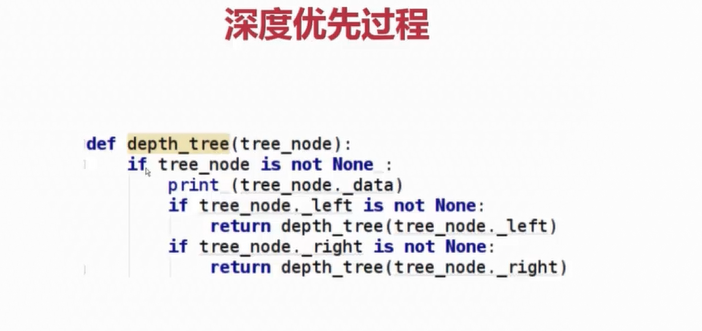 深度优先过程
def depth_tree(tree_node):
    if tree_node is not None :
        print (tree_node._data)
        if tree_node._left is not None:
            return depth_tree(tree_node._left)
        if tree_node._right is not None:
            return depth_tree(tree_node._right)